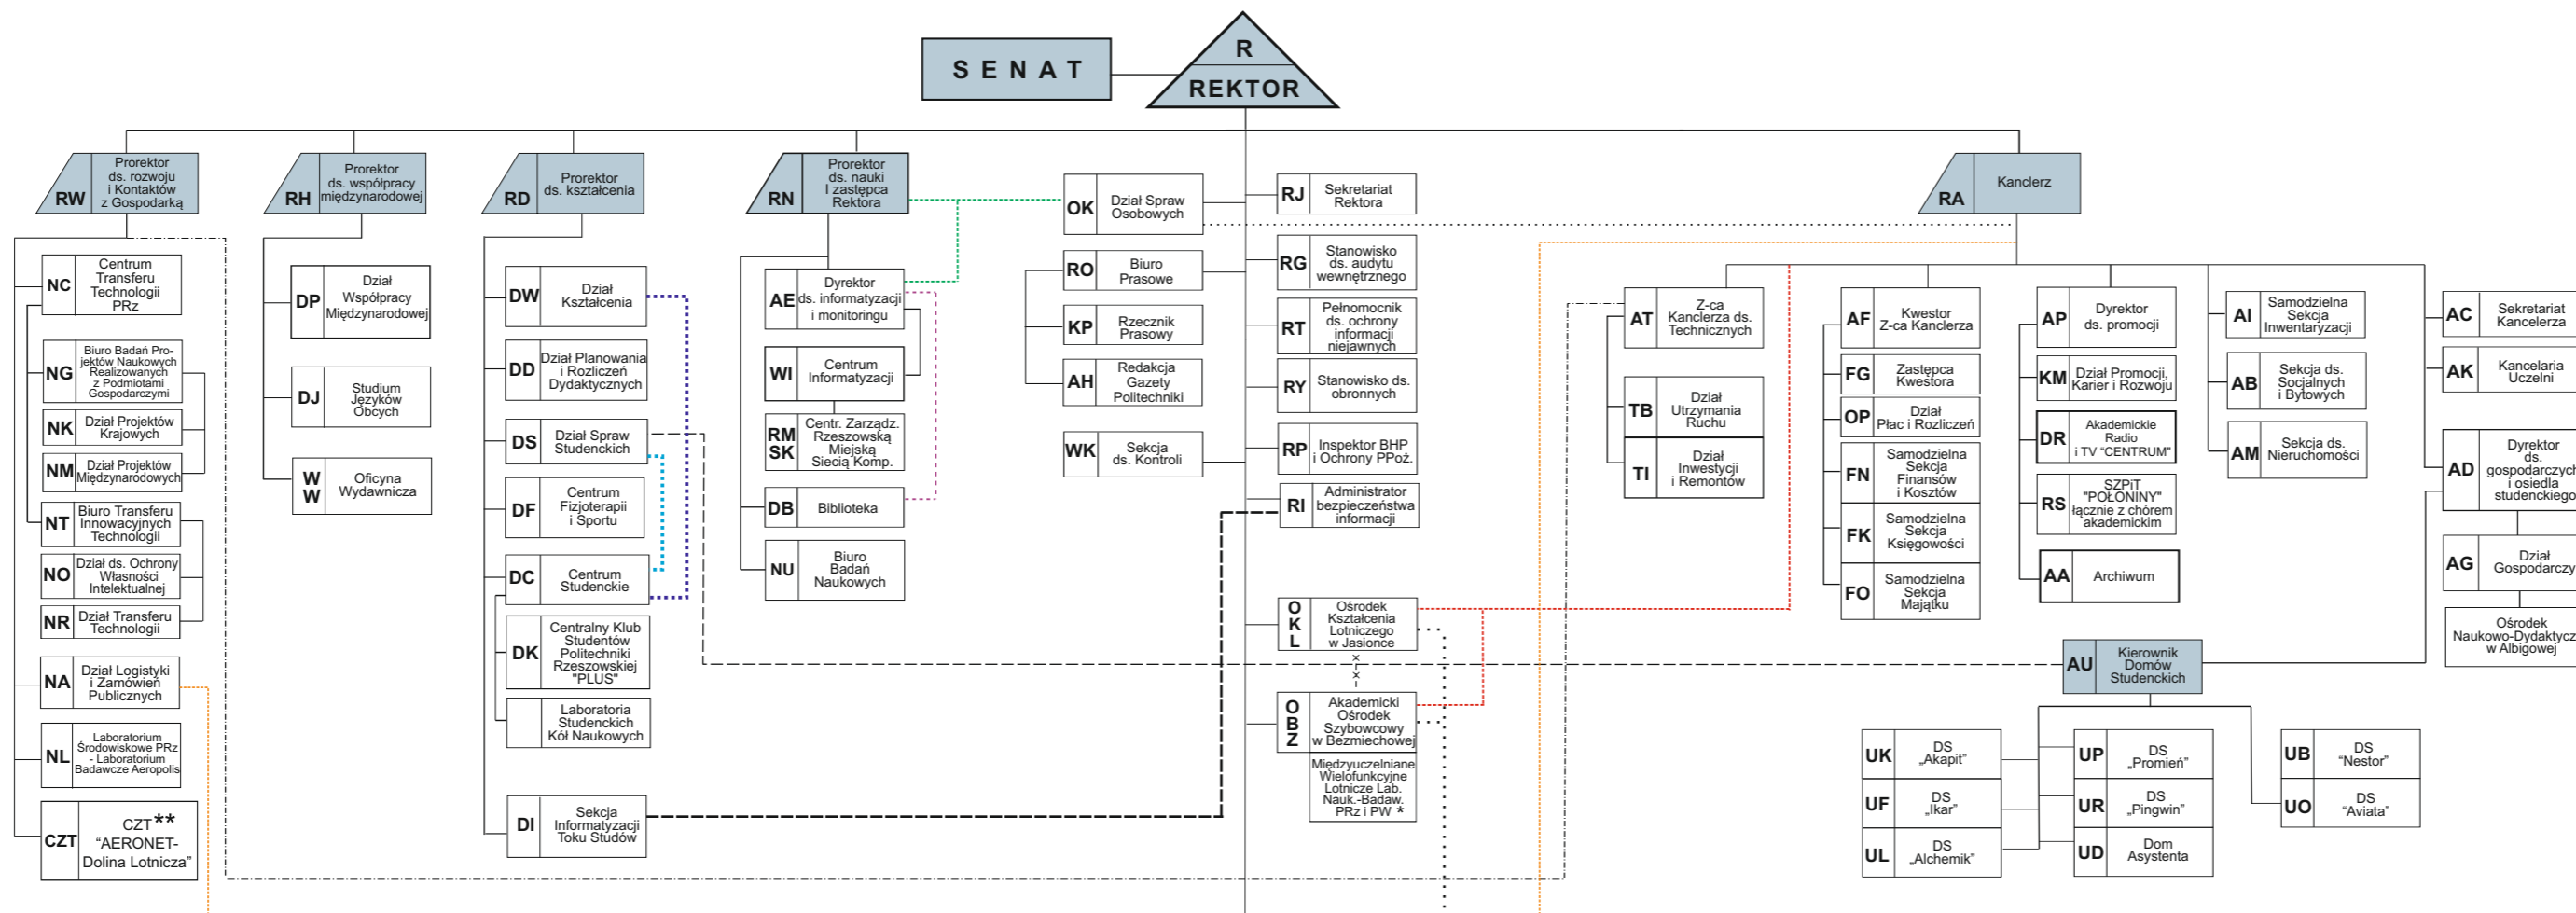 SENAT
R
REKTOR
RW
Prorektor
ds. rozwoju
i Kontaktów
z Gospodarką
RH
Prorektor
ds. współpracy
międzynarodowej
RD
Prorektor
ds. kształcenia
RN
Prorektor
ds. nauki
I zastępca
Rektora
RA
Kanclerz
NC
Centrum
Transferu
Technologii
PRz
NG
Biuro Badań Pro-
jektów Naukowych
Realizowanych
z Podmiotami
Gospodarczymi
NK
Dział Projektów
Krajowych
NM
Dział Projektów
Międzynarodowych
NT
Biuro Transferu
Innowacyjnych
Technologii
NO
Dział ds. Ochrony
Własności
Intelektualnej
NR
Dział Transferu
Technologii
NA
Dział Logistyki
i Zamówień
Publicznych
NL
Laboratorium
Środowiskowe PRz
- Laboratorium
Badawcze Aeropolis
CZT
CZT**
“AERONET-
Dolina Lotnicza”
DP
Dział
Współpracy
Międzynarodowej
DJ
Studium
Języków
Obcych
W
W
Oficyna
Wydawnicza
DW
Dział
Kształcenia
DD
Dział Planowania
i Rozliczeń
Dydaktycznych
DS
Dział Spraw
Studenckich
DF
Centrum
Fizjoterapii
i Sportu
DC
Centrum
Studenckie
DK
Centralny Klub
Studentów
Politechniki
Rzeszowskiej
"PLUS"
Laboratoria
Studenckich
Kół Naukowych
DI
Sekcja
Informatyzacji
Toku Studów
AE
Dyrektor
ds. informatyzacji
i monitoringu
WI
Centrum
Informatyzacji
RM
SK
Centr. Zarządz.
Rzeszowską
Miejską
Siecią Komp.
DB
Biblioteka
NU
Biuro
Badań
Naukowych
OK
Dział Spraw
Osobowych
RO
Biuro
Prasowe
KP
Rzecznik
Prasowy
AH
Redakcja
Gazety
Politechniki
WK
Sekcja
ds. Kontroli
RJ
Sekretariat
Rektora
RG
Stanowisko
ds. audytu
wewnętrznego
RT
Pełnomocnik
ds. ochrony
informacji
niejawnych
RY
Stanowisko ds.
obronnych
RP
Inspektor BHP
i Ochrony PPoż.
RI
Administrator
bezpieczeństwa
informacji
O
K
L
Ośrodek
Kształcenia
Lotniczego
w Jasionce
O
B
Z
Akademicki
Ośrodek
Szybowcowy
w Bezmiechowej
Międzyuczelniane
Wielofunkcyjne
Lotnicze Lab.
Nauk.-Badaw.
PRz i PW *
AT
Z-ca
Kanclerza ds.
Technicznych
TB
Dział
Utrzymania
Ruchu
TI
Dział
Inwestycji
i Remontów
AF
Kwestor
Z-ca Kanclerza
FG
Zastępca
Kwestora
OP
Dział
Płac i Rozliczeń
FN
Samodzielna
Sekcja
Finansów
i Kosztów
FK
Samodzielna
Sekcja
Księgowości
FO
Samodzielna
Sekcja
Majątku
AP
Dyrektor
ds. promocji
KM
Dział Promocji,
Karier i Rozwoju
DR
Akademickie
Radio
i TV "CENTRUM"
RS
SZPiT
"POŁONINY"
łącznie z chórem
akademickim
AA
Archiwum
AI
Samodzielna
Sekcja
Inwentaryzacji
AB
Sekcja ds.
Socjalnych
i Bytowych
AM
Sekcja ds.
Nieruchomości
AC
Sekretariat
Kancelerza
AK
Kancelaria
Uczelni
AD
Dyrektor
ds.
gospodarczych
i osiedla
studenckiego
AG
Dział
Gospodarczy
Ośrodek
Naukowo-Dydaktycz
w Albigowej
AU
Kierownik
Domów
Studenckich
UK
DS
„Akapit”
UF
DS
„Ikar”
UL
DS
„Alchemik”
UP
DS
„Promień”
UR
DS
„Pingwin”
UD
Dom
Asystenta
UB
DS
“Nestor”
UO
DS
“Aviata”